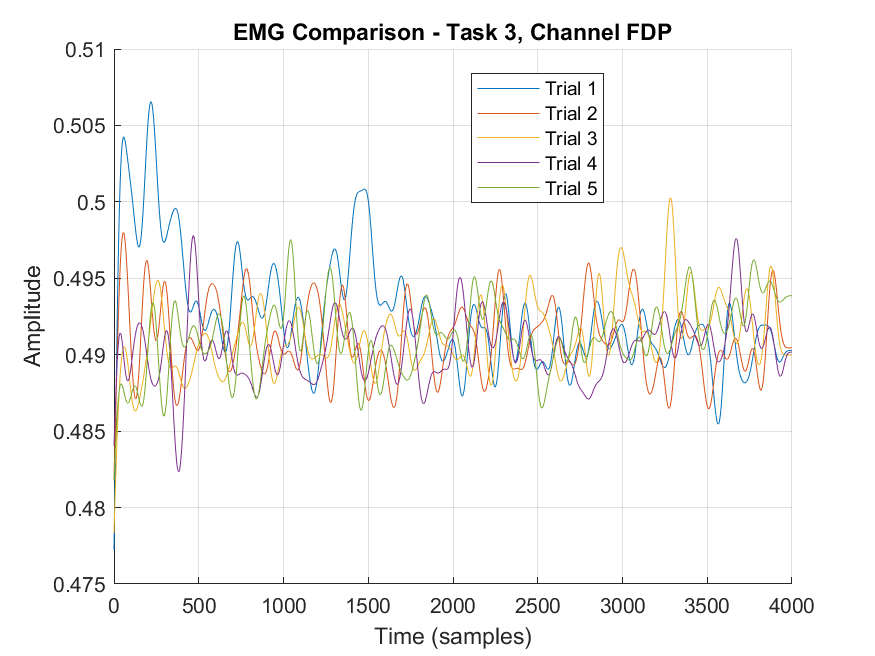 EMG Comparison - Task 3, Channel FDP
Amplitude
0.51
0.505
0.5
0.495
0.49
0.485
0.48
0.475
Trial 1
Trial 2
Trial 3
Trial 4
Trial 5
0 500 1000 1500 2000 2500 3000 3500 4000
Time (samples)